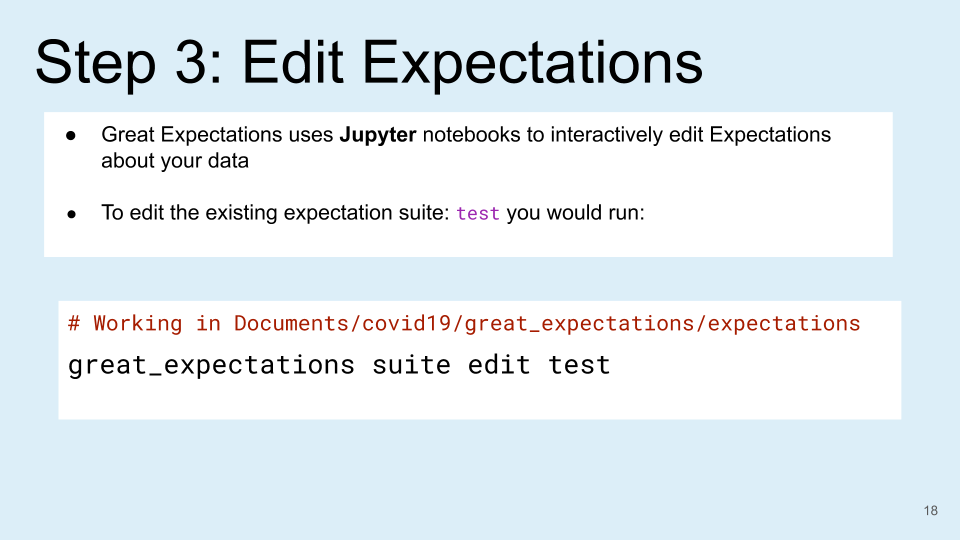 Step 3: Edit Expectations
● Great Expectations uses Jupyter notebooks to interactively edit Expectations
about your data
● To edit the existing expectation suite: test you would run:
# Working in Documents/covid19/great_expectations/expectations
great_expectations suite edit test
18